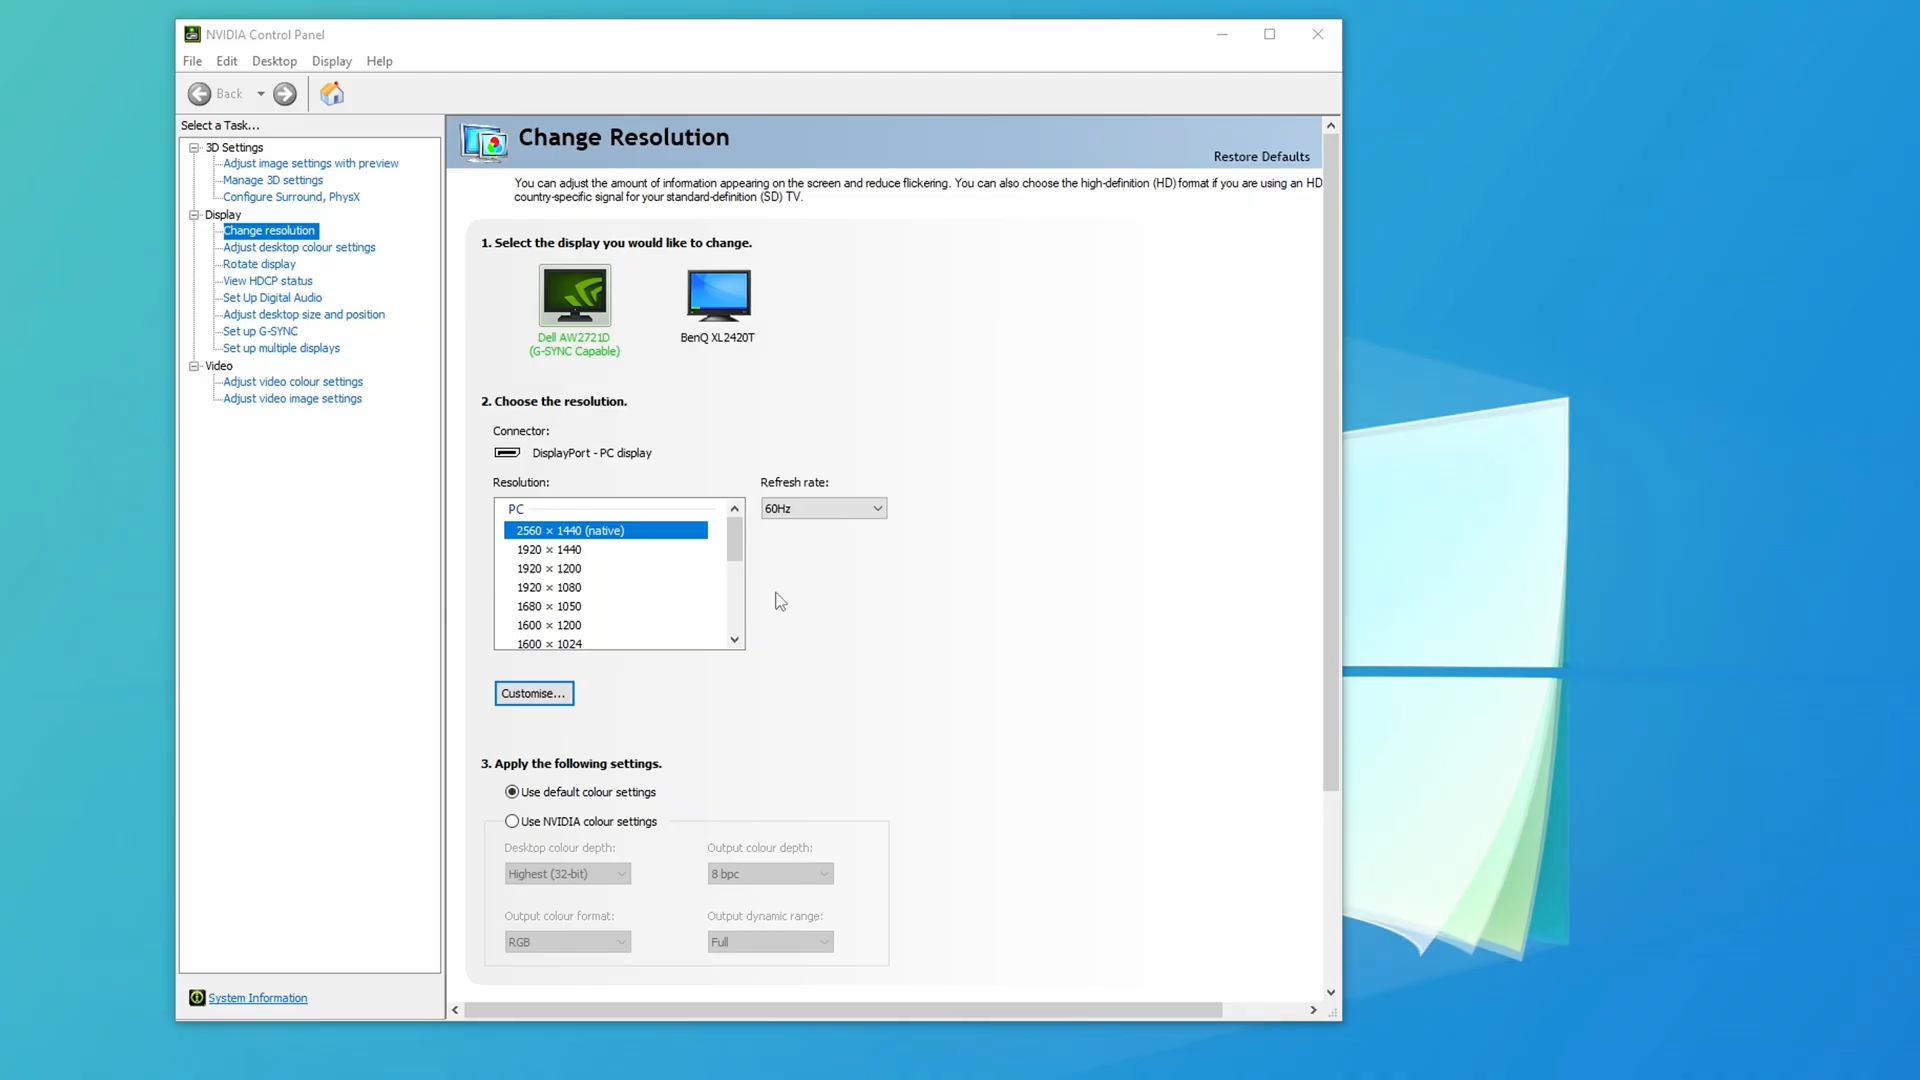 NVIDIA Control Panel
File Edit Desktop Display Help
Back
Select a Task...
3D Settings
Adjust image settings with preview
Manage 3D settings
Configure Surround, PhysX
Display
Change resolution
Adjust desktop colour settings
Rotate display
View HDCP status
Set Up Digital Audio
Adjust desktop size and position
Set up G-SYNC
Set up multiple displays
Video
Adjust video colour settings
Adjust video image settings
System Information
Change Resolution
Restore Defaults
You can adjust the amount of information appearing on the screen and reduce flickering. You can also choose the high-definition (HD) format if you are using an HD
country-specific signal for your standard-definition (SD) TV.
1. Select the display you would like to change.
Dell AW2721D
(G-SYNC Capable)
BenQ XL2420T
2. Choose the resolution.
Connector:
DisplayPort - PC display
Resolution:
Refresh rate:
PC
60Hz
2560 × 1440 (native)
1920 × 1440
1920 × 1200
1920 × 1080
1680 × 1050
1600 × 1200
1600 × 1024
Customise...
3. Apply the following settings.
Use default colour settings
Use NVIDIA colour settings
Desktop colour depth:
Output colour depth:
Highest (32-bit)
8 bpc
Output colour format:
Output dynamic range:
RGB
Full